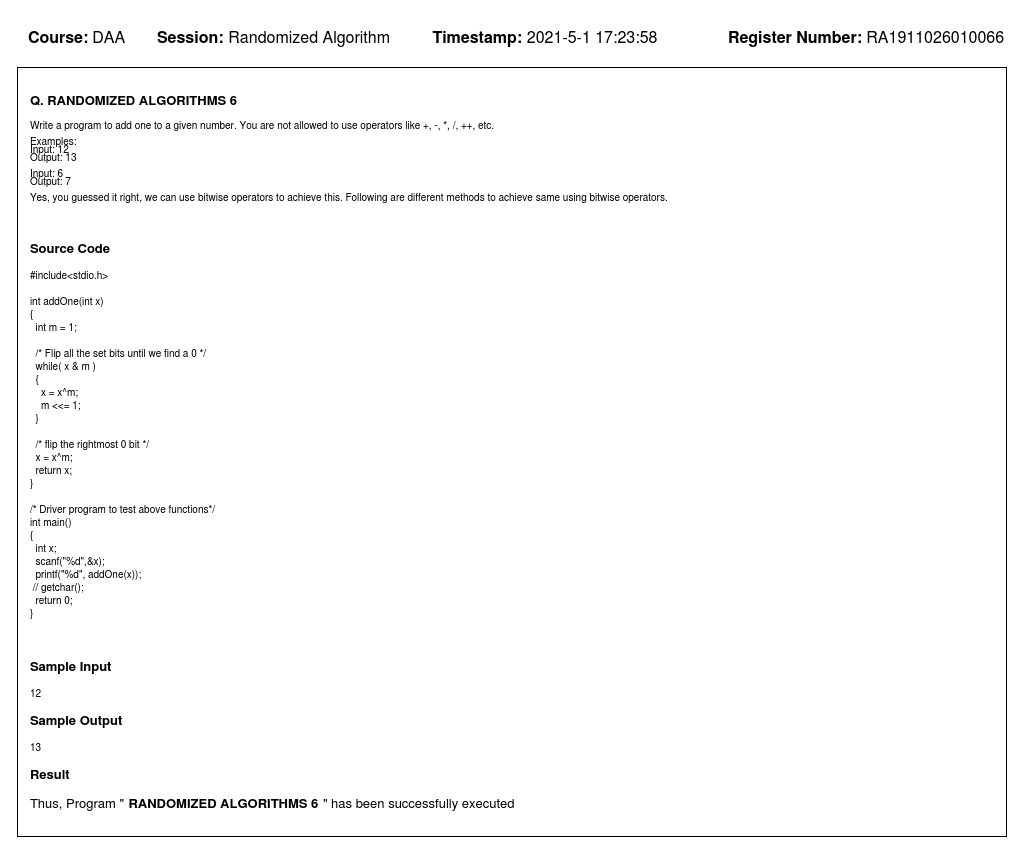 Course: DAA Session: Randomized Algorithm Timestamp: 2021-5-1 17:23:58 Register Number: RA1911026010066
Q. RANDOMIZED ALGORITHMS 6
Write a program to add one to a given number. You are not allowed to use operators like +, -, *, /, ++, etc.
Examples:
Input: 12
Output: 13
Input: 6
Output: 7
Yes, you guessed it right, we can use bitwise operators to achieve this. Following are different methods to achieve same using bitwise operators.
Source Code
#include<stdio.h>
int addOne(int x)
{
int m = 1;
/* Flip all the set bits until we find a 0 */
while( x & m )
{
x = x^m;
m <<= 1;
}
/* flip the rightmost 0 bit */
x = x^m;
return x;
}
/* Driver program to test above functions*/
int main()
{
int x;
scanf("%d",&x);
printf("%d", addOne(x));
// getchar();
return 0;
}
Sample Input
12
Sample Output
13
Result
Thus, Program " RANDOMIZED ALGORITHMS 6 " has been successfully executed